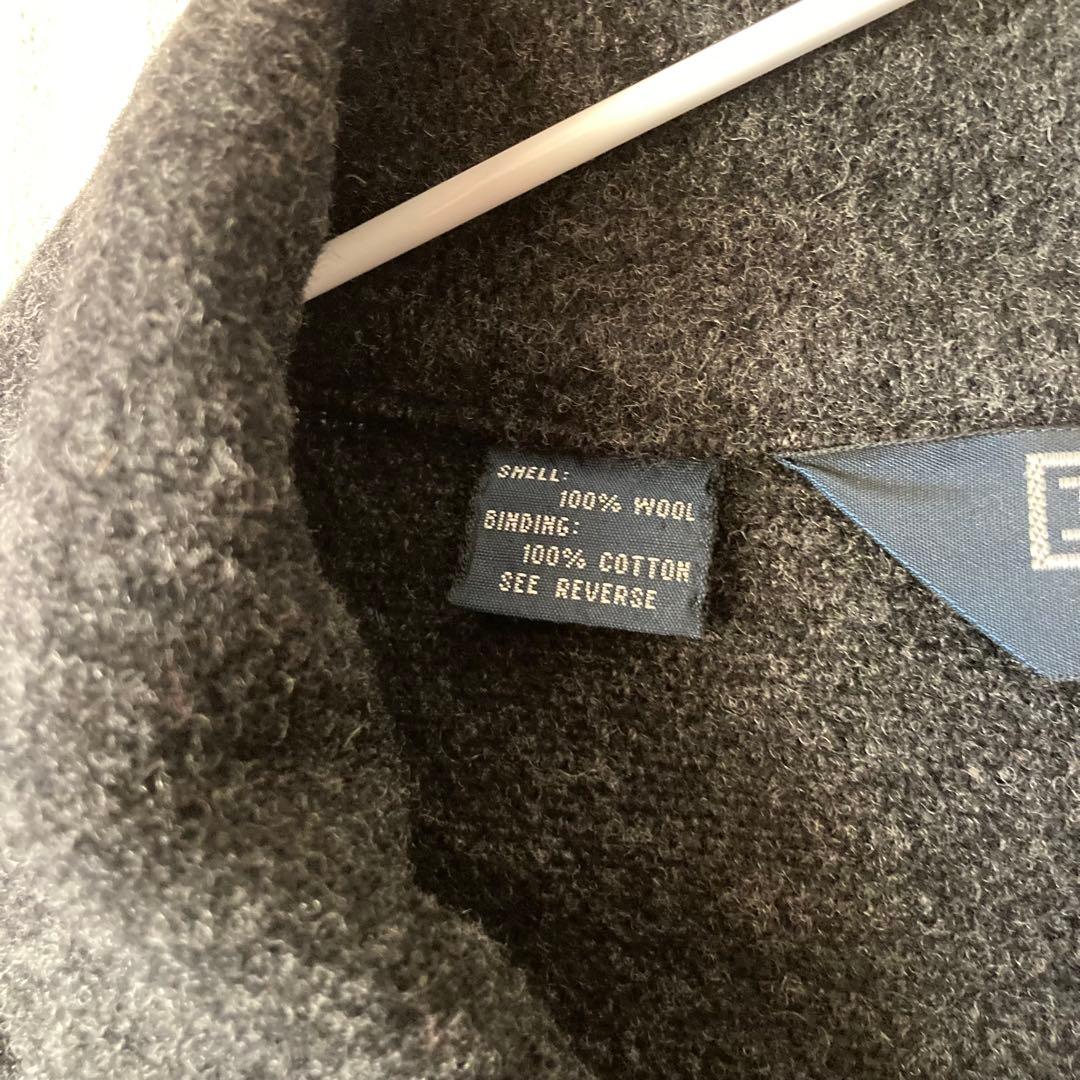 SHELL:
100% WOOL
BINDING:
100% COTTON
SEE REVERSE